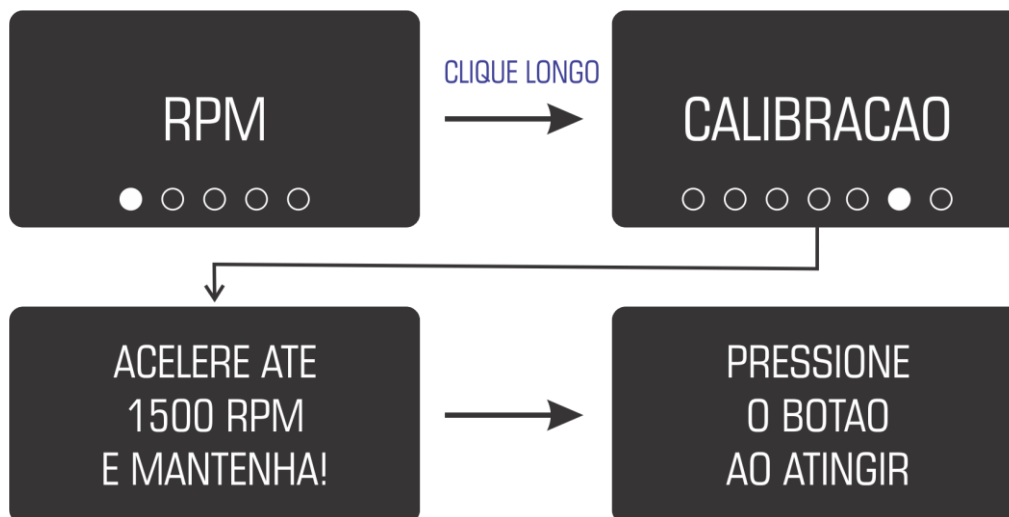 RPM
CLIQUE LONGO
CALIBRACAO
ACELERE ATE
1500 RPM
E MANTENHA!
PRESSIONE
O BOTAO
AO ATINGIR